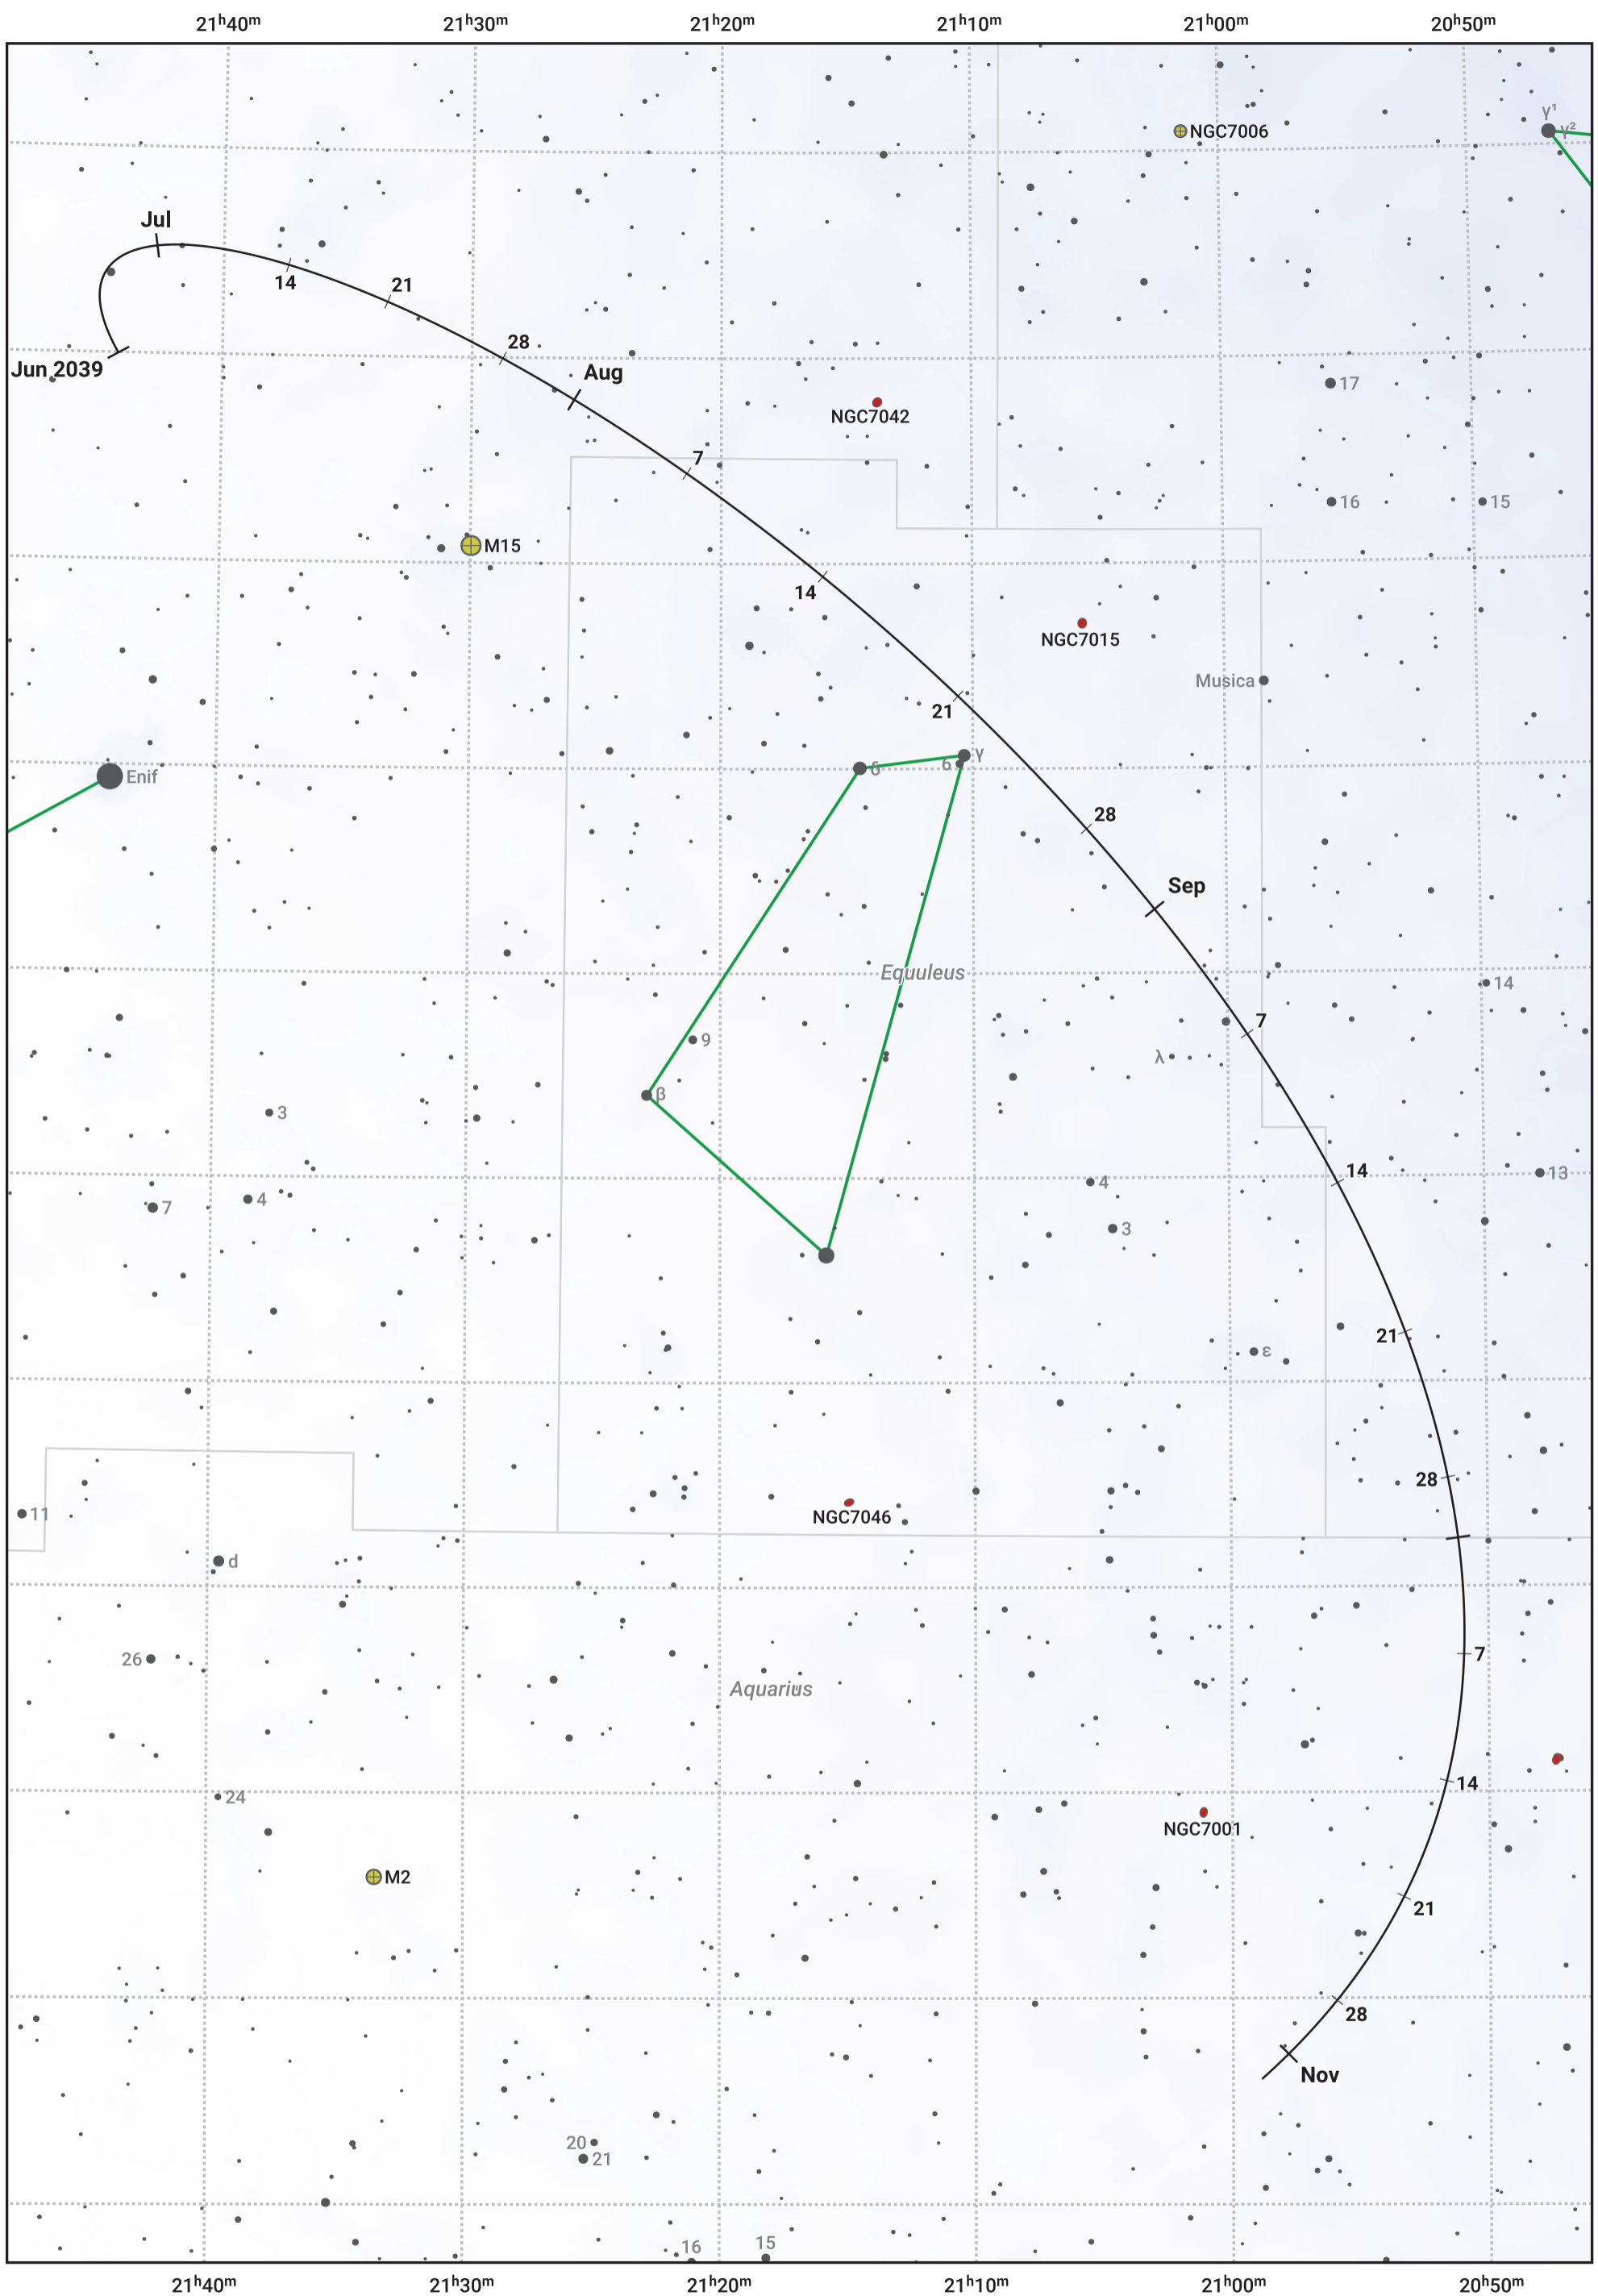 21ʰ40ᵐ 21ʰ30ᵐ 21ʰ20ᵐ 21ʰ10ᵐ 21ʰ00ᵐ 20ʰ50ᵐ
γ¹
NGC7006 γ²
Jul
14 21
28
Jun 2039
Aug
17
NGC7042
7
16 15
M15
14
NGC7015
Musica
21
γ
6 6
Enif
28
Sep
Equuleus
14
7
9
λ
β
3
14 13
4
7 4
3
21
ε
28
11
NGC7046
d
7
26
Aquarius
14
24
NGC7001
M2
21
28
Nov
20
21
15
16
21ʰ40ᵐ 21ʰ30ᵐ 21ʰ20ᵐ 21ʰ10ᵐ 21ʰ00ᵐ 20ʰ50ᵐ